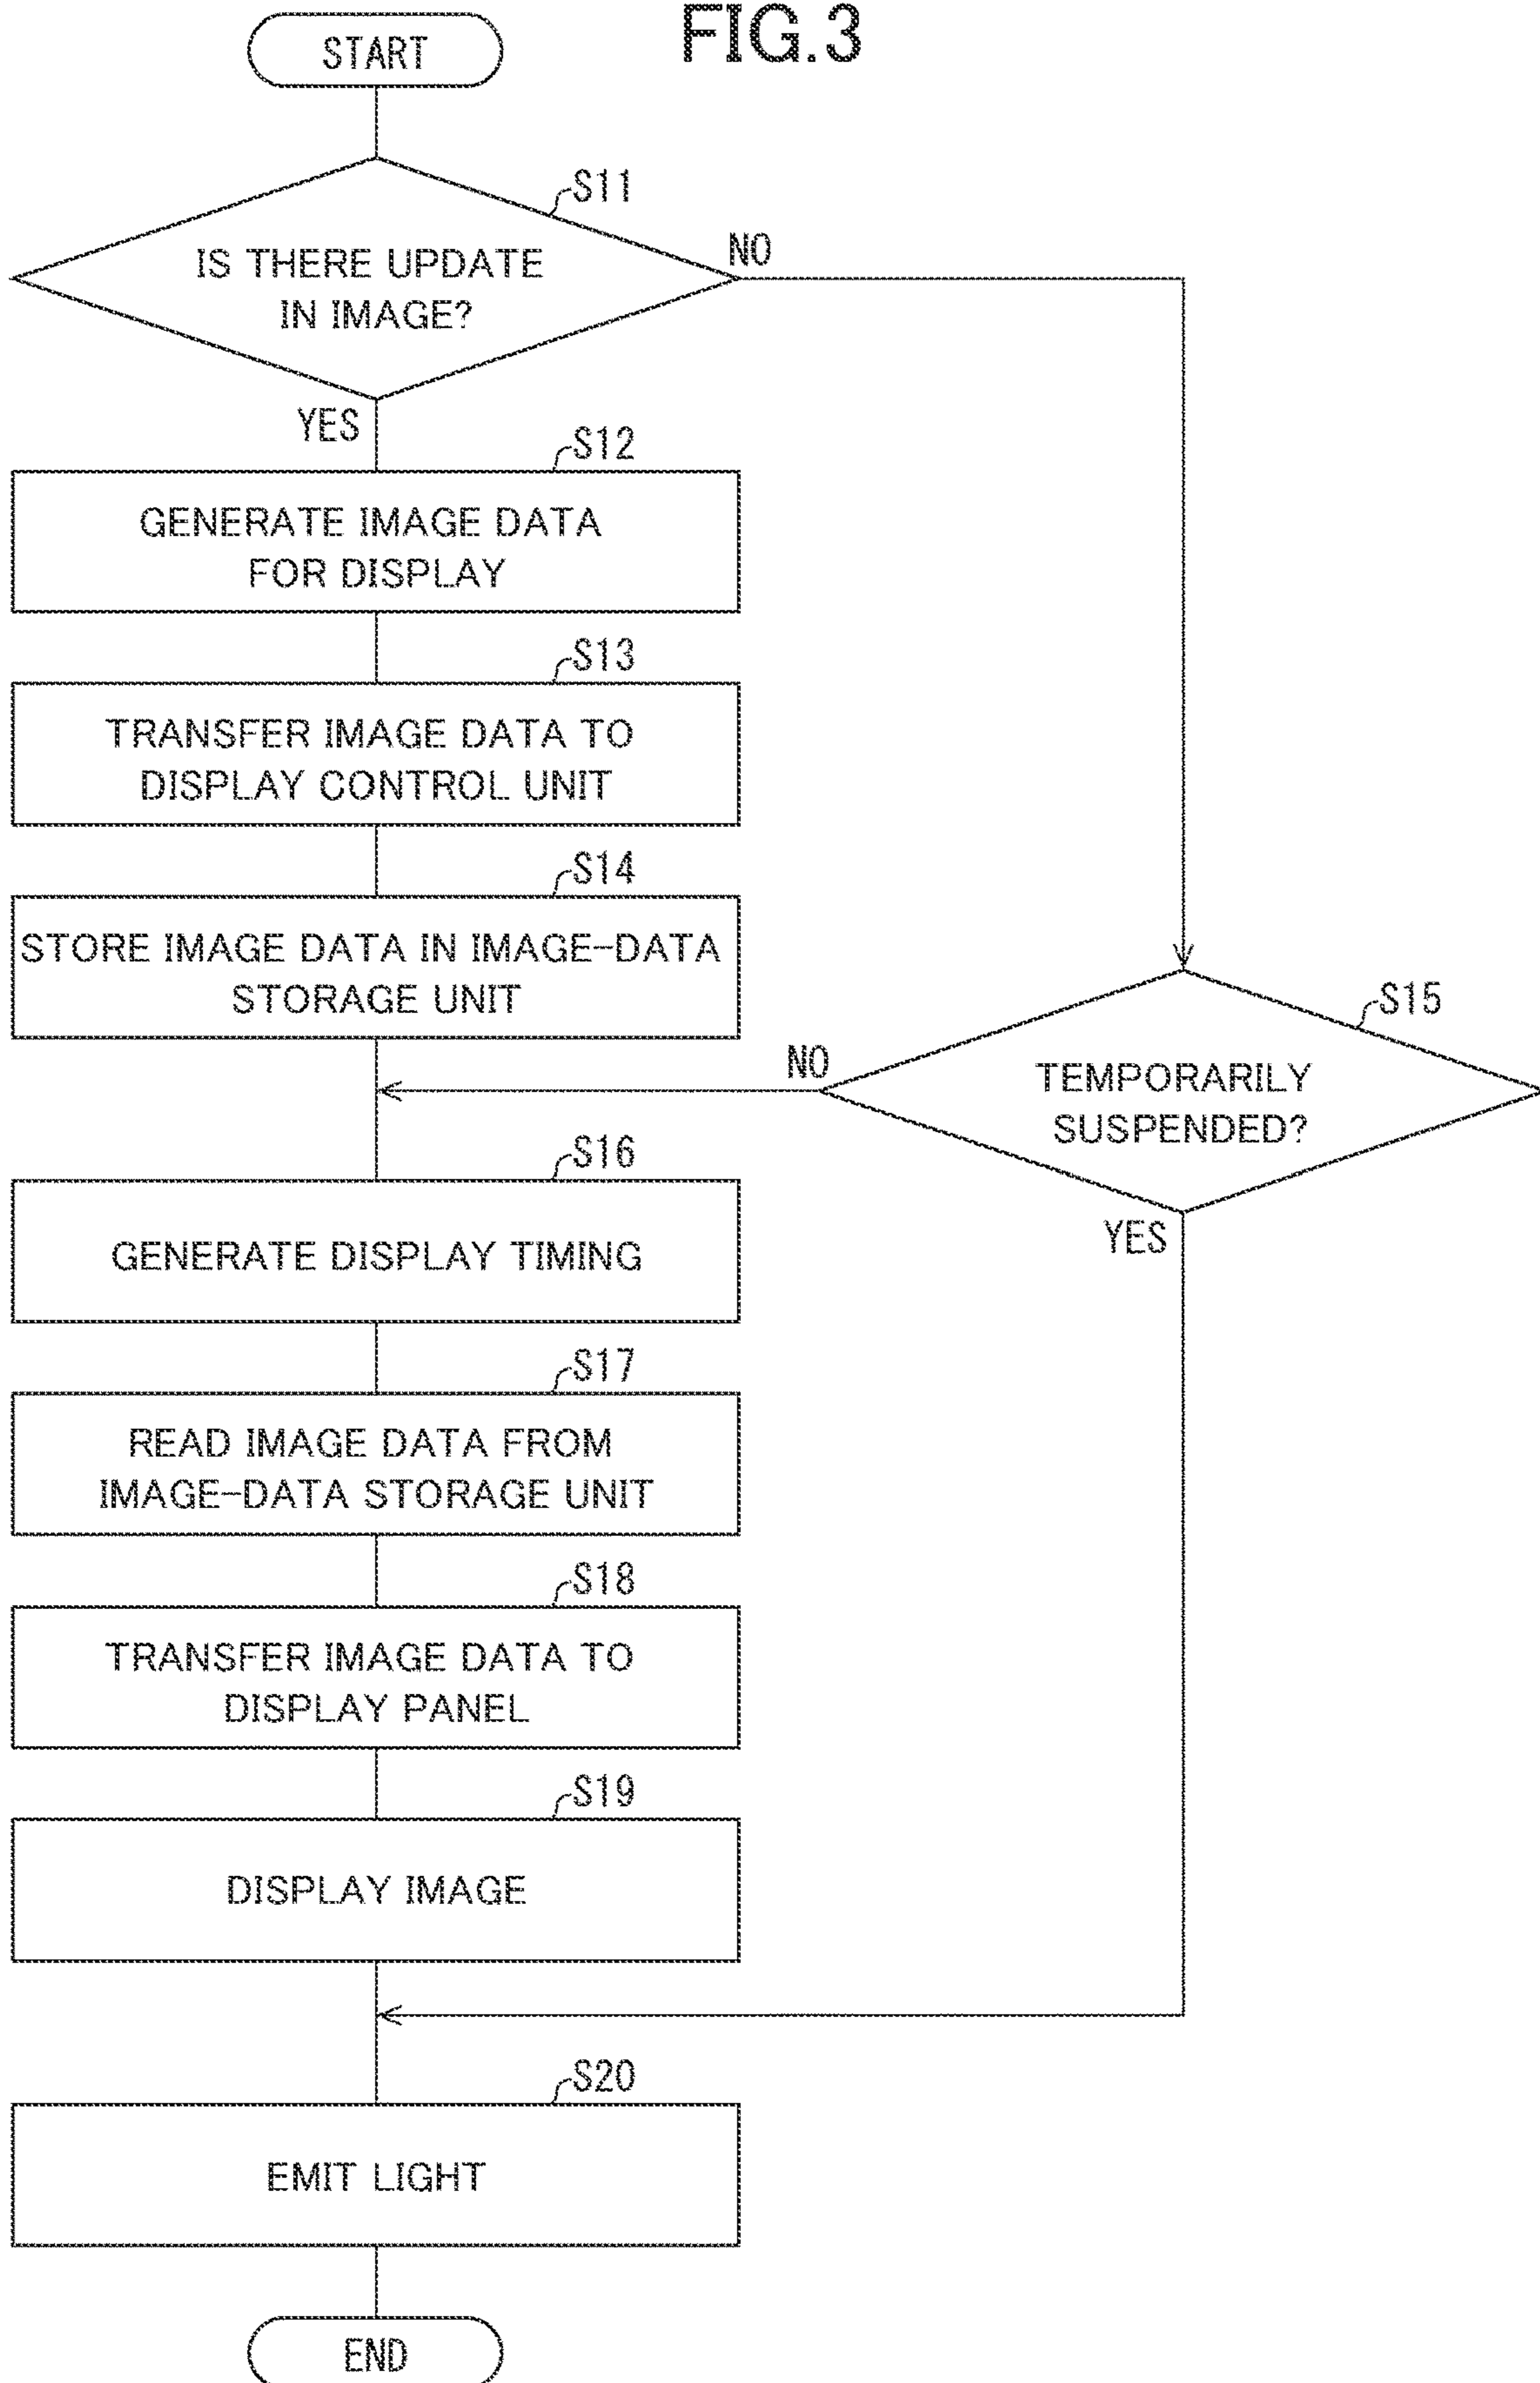 FIG.3
START
S11
IS THERE UPDATE
IN IMAGE?
NO
YES
S12
GENERATE IMAGE DATA
FOR DISPLAY
S13
TRANSFER IMAGE DATA TO
DISPLAY CONTROL UNIT
S14
STORE IMAGE DATA IN IMAGE-DATA
STORAGE UNIT
S15
TEMPORARILY
SUSPENDED?
NO
YES
S16
GENERATE DISPLAY TIMING
S17
READ IMAGE DATA FROM
IMAGE-DATA STORAGE UNIT
S18
TRANSFER IMAGE DATA TO
DISPLAY PANEL
S19
DISPLAY IMAGE
S20
EMIT LIGHT
END